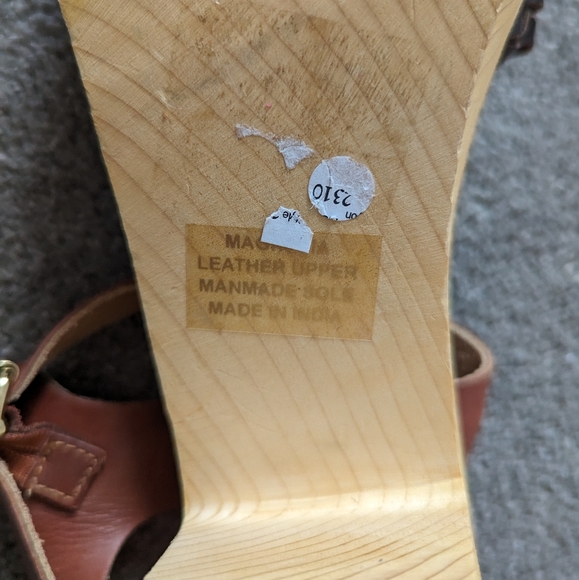 2310
LEATHER UPPER
MANMADE SOLE
MADE IN INDIA